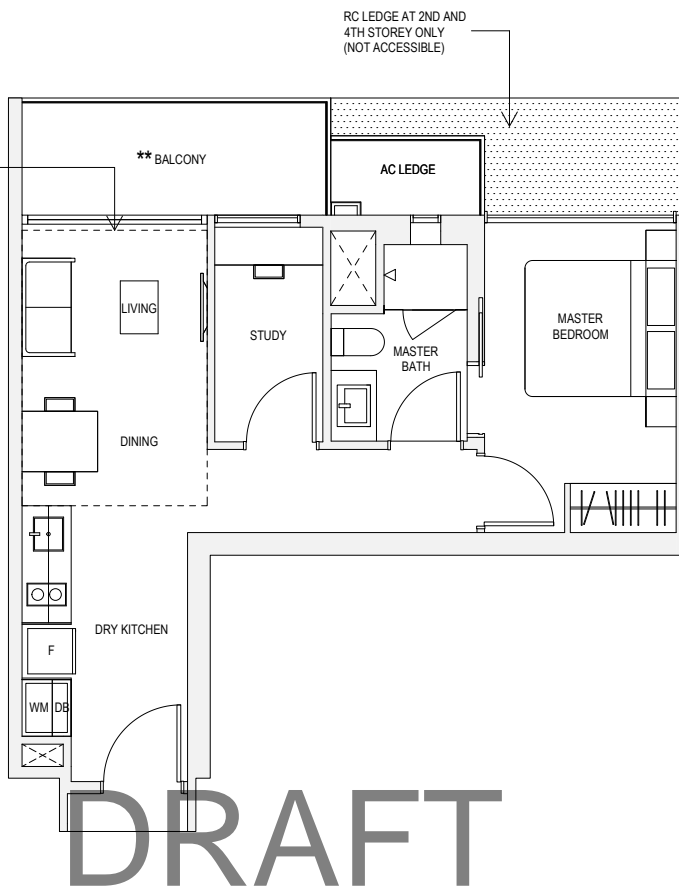 RC LEDGE AT 2ND AND
4TH STOREY ONLY
(NOT ACCESSIBLE)
** BALCONY
AC LEDGE
LIVING
STUDY
MASTER
BATH
MASTER
BEDROOM
DINING
DRY KITCHEN
F
WM DB
DRAFT